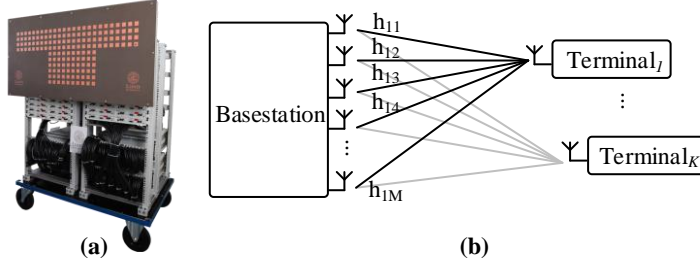 h11
h12
h13
h14
h1M
Basestation
Terminal1
...
TerminalK
...
(a)
(b)